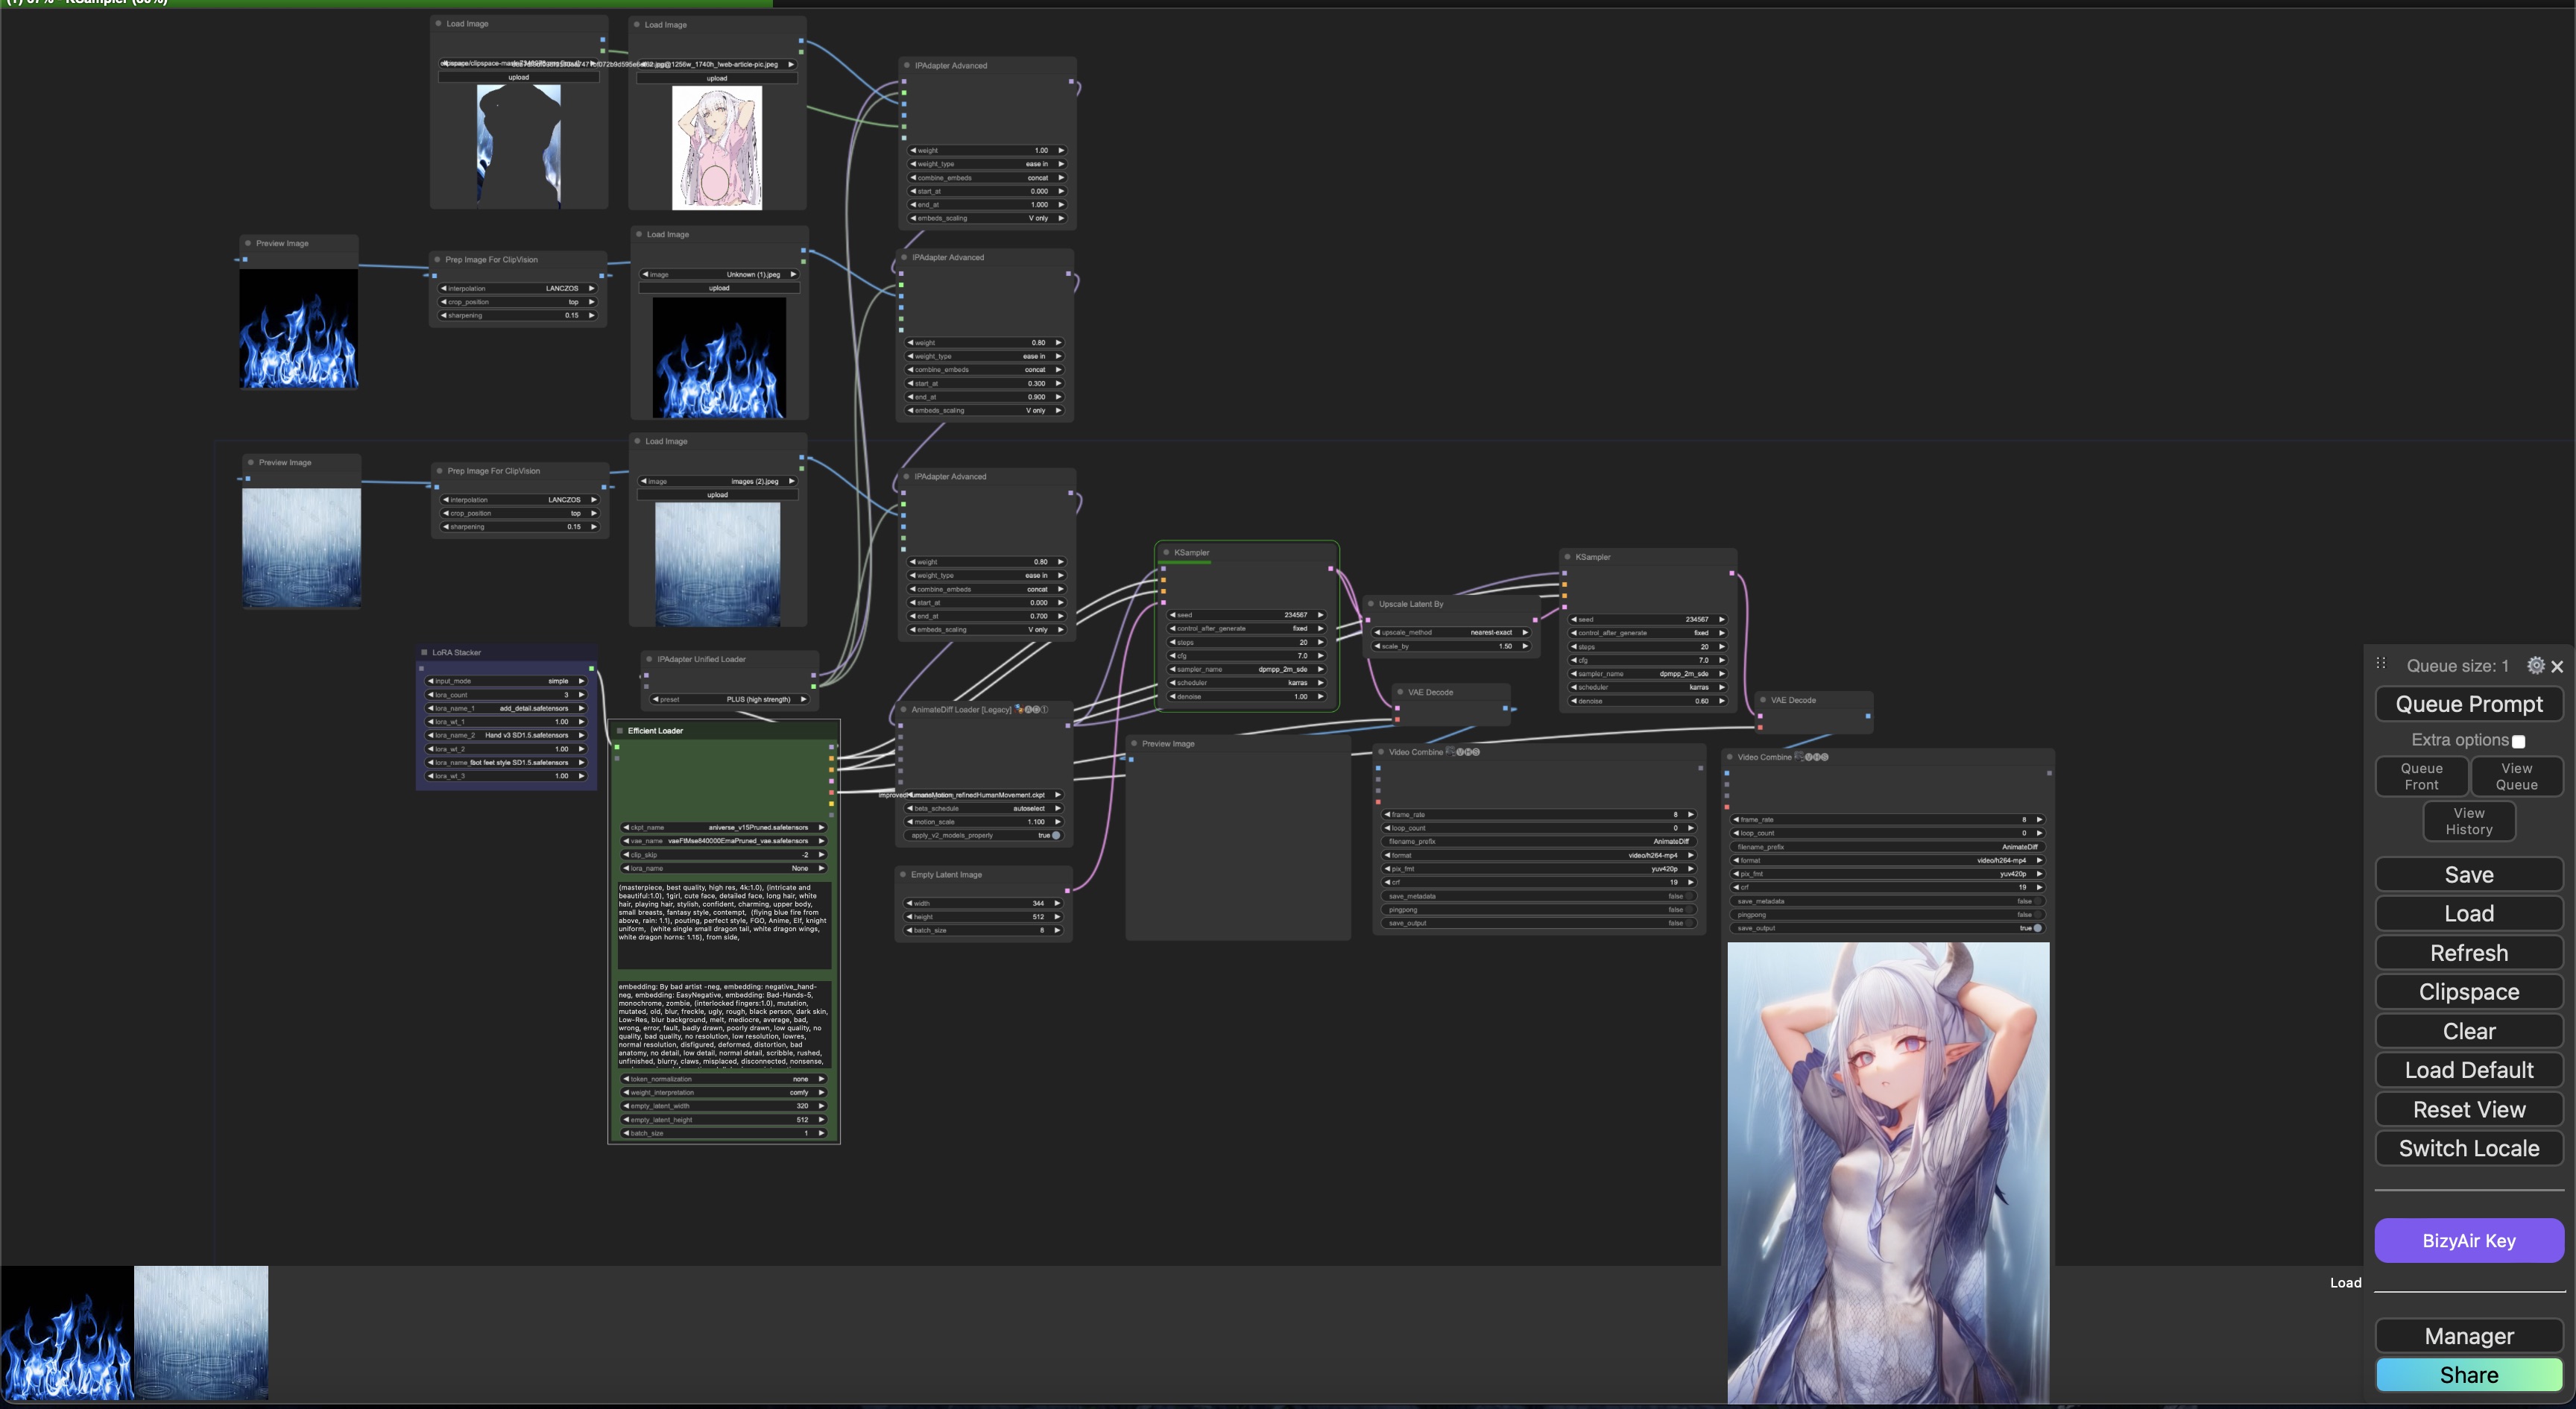 Load Image
upload
Load Image
upload
IPAdapter Advanced
weight 1.00
weight_type ease in
combine_embeds concat
start_at 0.000
end_at 1.000
embeds_scaling V only
Preview Image
Prep Image For ClipVision
interpolation LANCZOS
crop_position top
sharpening 0.15
Load Image
image Unknown (1).jpeg
upload
IPAdapter Advanced
weight 0.80
weight_type ease in
combine_embeds concat
start_at 0.300
end_at 0.900
embeds_scaling V only
Preview Image
Prep Image For ClipVision
interpolation LANCZOS
crop_position top
sharpening 0.15
Load Image
image images (2).jpeg
upload
IPAdapter Advanced
weight 0.80
weight_type ease in
combine_embeds concat
start_at 0.000
end_at 0.700
embeds_scaling V only
LoRA Stacker
input_mode simple
lora_count 3
lora_name_1 add_detail.safetensors
lora_wt_1 1.00
lora_name_2 Hand v3 SD1.5.safetensors
lora_wt_2 1.00
foot feet style SD1.5.safetensors
lora_wt_3 1.00
IPAdapter Unified Loader
preset PLUS (high strength)
Efficient Loader
ckpt_name aniverse_v15Pruned.safetensors
vae_name vaeFtMse840000EmaPruned_vae.safetensors
clip_skip -2
lora_name None
(masterpiece, best quality, high res, 4k:1.0), (intricate and
beautiful:1.0), 1girl, cute face, detailed face, long hair, white
hair, playing hair, stylish, confident, charming, upper body,
small breasts, fantasy style, contempt, (flying blue fire from
above, rain: 1.1), pouting, perfect style, FGO, Anime, Elf, knight
uniform, (white single small dragon tail, white dragon wings,
white dragon horns: 1.15), from side,
embedding: By bad artist -neg, embedding: negative_hand-
neg, embedding: EasyNegative, embedding: Bad-Hands-5,
monochrome, zombie, (interlocked fingers:1.0), mutation,
mutated, old, blur, freckle, ugly, rough, black person, dark skin,
Low-Res, blur background, melt, mediocre, average, bad,
wrong, error, fault, badly drawn, poorly drawn, low quality, no
quality, bad quality, no resolution, low resolution, lowres,
normal resolution, disfigured, deformed, distortion, bad
anatomy, no detail, low detail, normal detail, scribble, rushed,
unfinished, blurry, claws, misplaced, disconnected, nonsense,
token_normalization none
weight_interpretation comfy
empty_latent_width 320
empty_latent_height 512
batch_size 1
AnimateDiff Loader [Legacy]
beta_schedule autoselect
motion_scale 1.100
apply_v2_models_properly true
Empty Latent Image
width 344
height 512
batch_size 8
KSampler
seed 234567
control_after_generate fixed
steps 20
cfg 7.0
sampler_name dpmpp_2m_sde
scheduler karras
denoise 1.00
Upscale Latent By
upscale_method nearest-exact
scale_by 1.50
KSampler
seed 234567
control_after_generate fixed
steps 20
cfg 7.0
sampler_name dpmpp_2m_sde
scheduler karras
denoise 0.60
VAE Decode
VAE Decode
Preview Image
Video Combine
frame_rate 8
loop_count 0
filename_prefix AnimateDiff
format video/h264-mp4
pix_fmt yuv420p
crf 19
save_metadata false
pingpong false
save_output false
Video Combine
frame_rate 8
loop_count 0
filename_prefix AnimateDiff
format video/h264-mp4
pix_fmt yuv420p
crf 19
save_metadata false
pingpong false
save_output true
Queue size: 1
Queue Prompt
Extra options
Queue Front
View Queue
View History
Save
Load
Refresh
Clipspace
Clear
Load Default
Reset View
Switch Locale
BizyAir Key
Load
Manager
Share